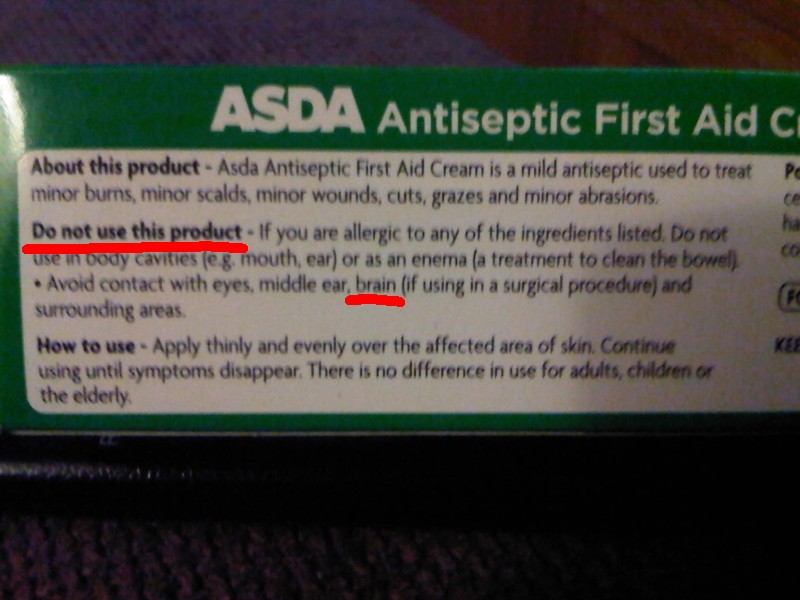 ASDA Antiseptic First Aid
About this product - Asda Antiseptic First Aid Cream is a mild antiseptic used to treat
minor burns, minor scalds, minor wounds, cuts, grazes and minor abrasions.
Do not use this product - If you are allergic to any of the ingredients listed. Do not
use in body cavities (e.g. mouth, ear) or as an enema (a treatment to clean the bowel).
• Avoid contact with eyes, middle ear, brain (if using in a surgical procedure) and
surrounding areas.
How to use - Apply thinly and evenly over the affected area of skin. Continue
using until symptoms disappear. There is no difference in use for adults, children or
the elderly.